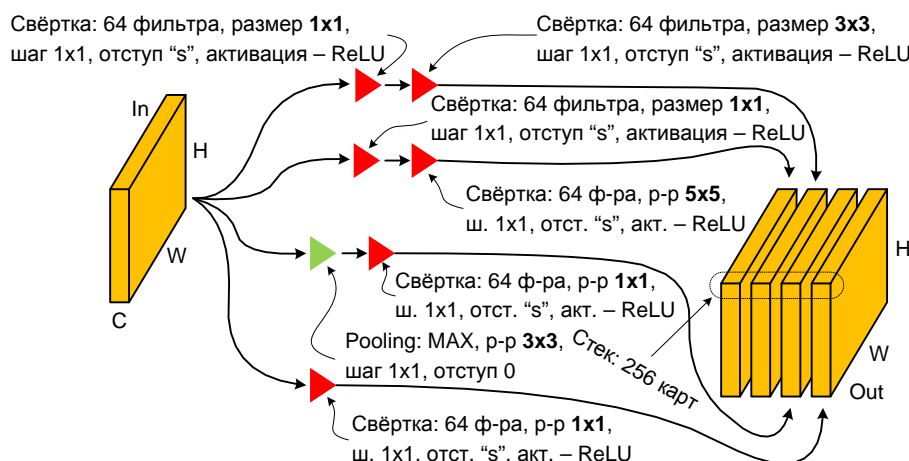 Свёртка: 64 фильтра, размер 1x1,
шаг 1x1, отступ “s”, активация – ReLU
Свёртка: 64 фильтра, размер 3x3,
шаг 1x1, отступ “s”, активация – ReLU
In
H
W
C
Свёртка: 64 фильтра, размер 1x1,
шаг 1x1, отступ “s”, активация – ReLU
Свёртка: 64 ф-ра, р-р 5x5,
ш. 1x1, отст. “s”, акт. – ReLU
Свёртка: 64 ф-ра, р-р 1x1,
ш. 1x1, отст. “s”, акт. – ReLU
Pooling: MAX, р-р 3x3,
шаг 1x1, отступ 0
Свёртка: 64 ф-ра, р-р 1x1,
ш. 1x1, отст. “s”, акт. – ReLU
Стек: 256 карт
H
W
Out